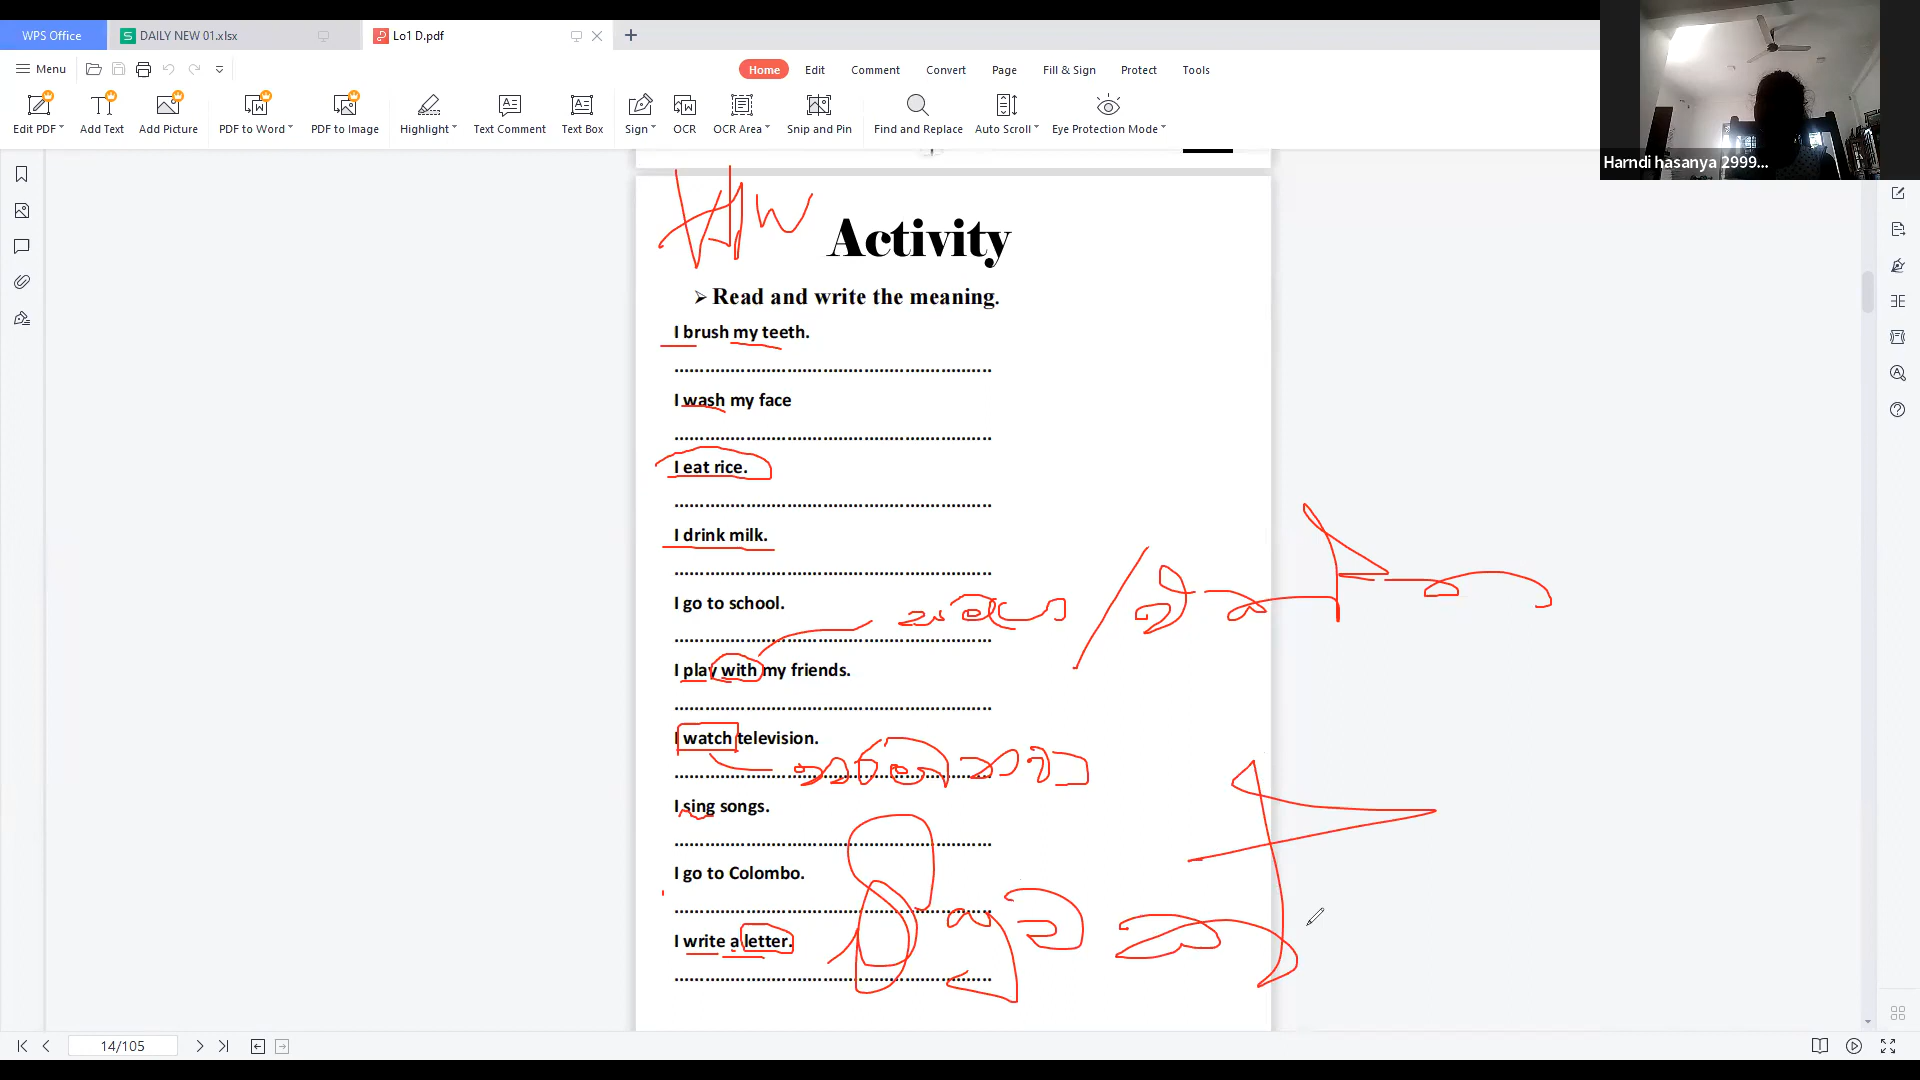 WPS Office
DAILY NEW 01.xlsx
Lo1 D.pdf
Menu
Home Edit Comment Convert Page Fill & Sign Protect Tools
Edit PDF Add Text Add Picture PDF to Word PDF to Image Highlight Text Comment Text Box Sign OCR OCR Area Snip and Pin Find and Replace Auto Scroll Eye Protection Mode
Harndi hasanya 2999...
HW
Activity
➢ Read and write the meaning.
I brush my teeth.
I wash my face
I eat rice.
I drink milk.
I go to school.
I play with my friends.
I watch television.
I sing songs.
I go to Colombo.
I write a letter.
14/105